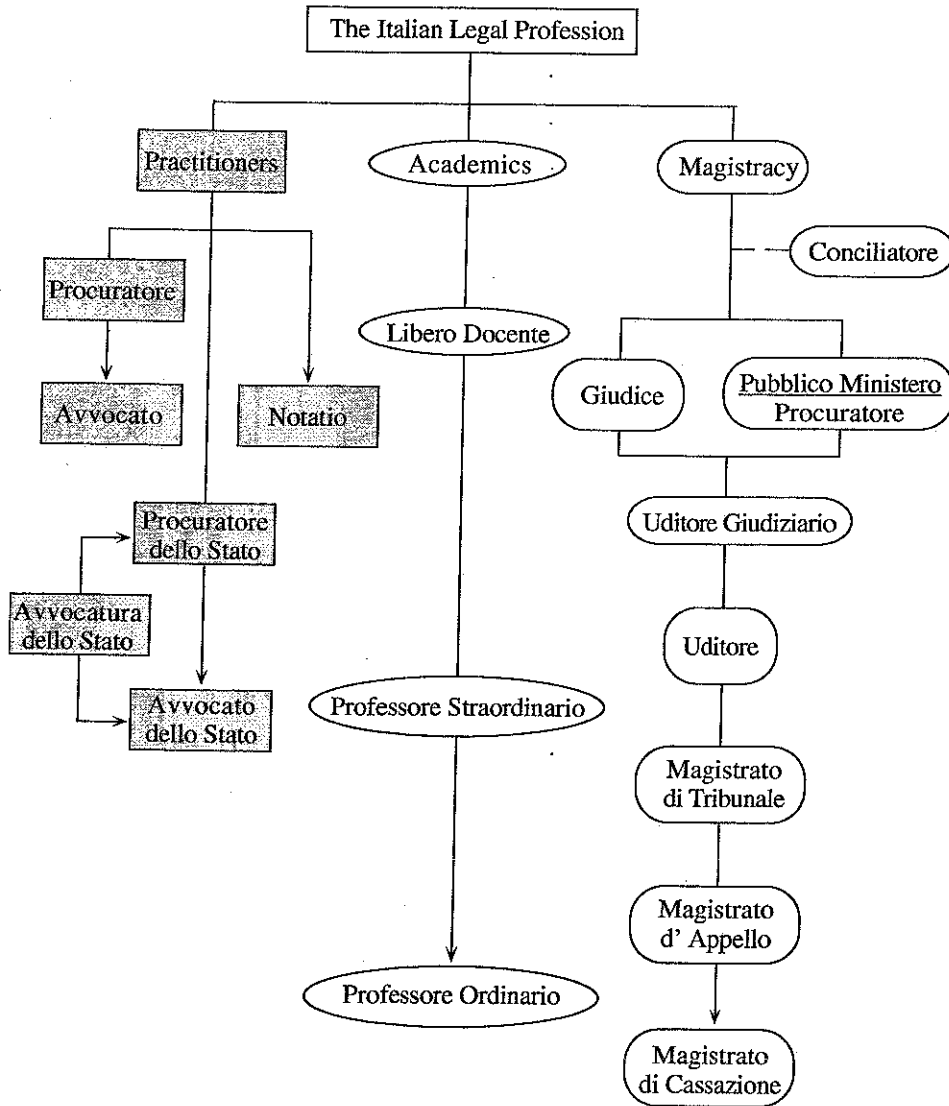 The Italian Legal Profession
Practitioners
Academics
Magistracy
Conciliatore
Procuratore
Libero Docente
Giudice
Pubblico Ministero
Procuratore
Avvocato
Notatio
Uditore Giudiziario
Procuratore
dello Stato
Avvocatura
dello Stato
Uditore
Avvocato
dello Stato
Professore Straordinario
Magistrato
di Tribunale
Magistrato
d' Appello
Professore Ordinario
Magistrato
di Cassazione